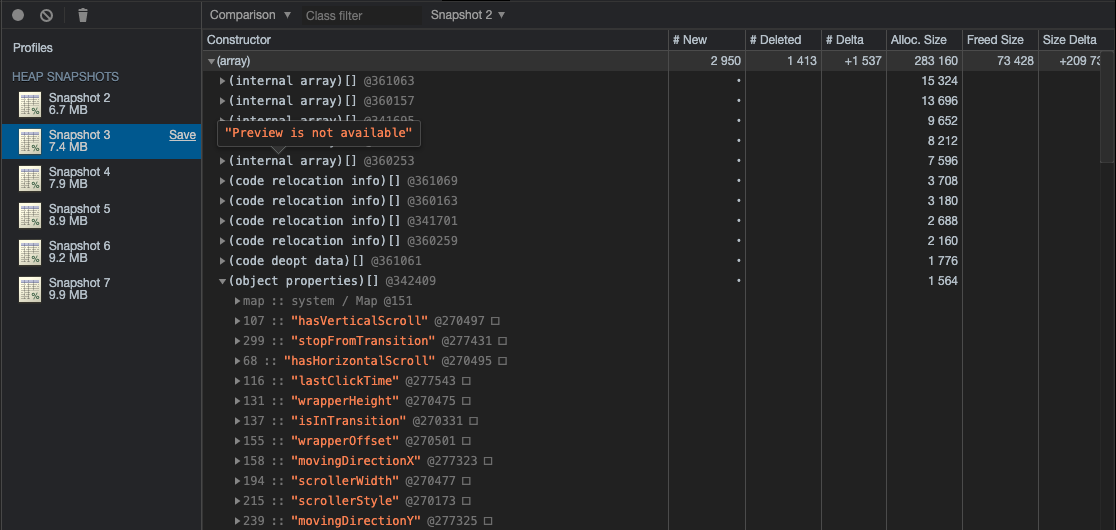 Comparison ▼ Class filter Snapshot 2 ▼
Profiles
HEAP SNAPSHOTS
Snapshot 2
6.7 MB
Snapshot 3 Save
7.4 MB
Snapshot 4
7.9 MB
Snapshot 5
8.9 MB
Snapshot 6
9.2 MB
Snapshot 7
9.9 MB
Constructor # New # Deleted # Delta Alloc. Size Freed Size Size Delta
▼(array) 2 950 1 413 +1 537 283 160 73 428 +209 73
▶(internal array)[] @361063 • 15 324
▶(internal array)[] @360157 • 13 696
• 9 652
"Preview is not available" • 8 212
▶(internal array)[] @360253 • 7 596
▶(code relocation info)[] @361069 • 3 708
▶(code relocation info)[] @360163 • 3 180
▶(code relocation info)[] @341701 • 2 688
▶(code relocation info)[] @360259 • 2 160
▶(code deopt data)[] @361061 • 1 776
▼(object properties)[] @342409 • 1 564
▶map :: system / Map @151
▶107 :: "hasVerticalScroll" @270497 □
▶299 :: "stopFromTransition" @277431 □
▶68 :: "hasHorizontalScroll" @270495 □
▶116 :: "lastClickTime" @277543 □
▶131 :: "wrapperHeight" @270475 □
▶137 :: "isInTransition" @270331 □
▶155 :: "wrapperOffset" @270501 □
▶158 :: "movingDirectionX" @277323 □
▶194 :: "scrollerWidth" @270477 □
▶215 :: "scrollerStyle" @270173 □
▶239 :: "movingDirectionY" @277325 □